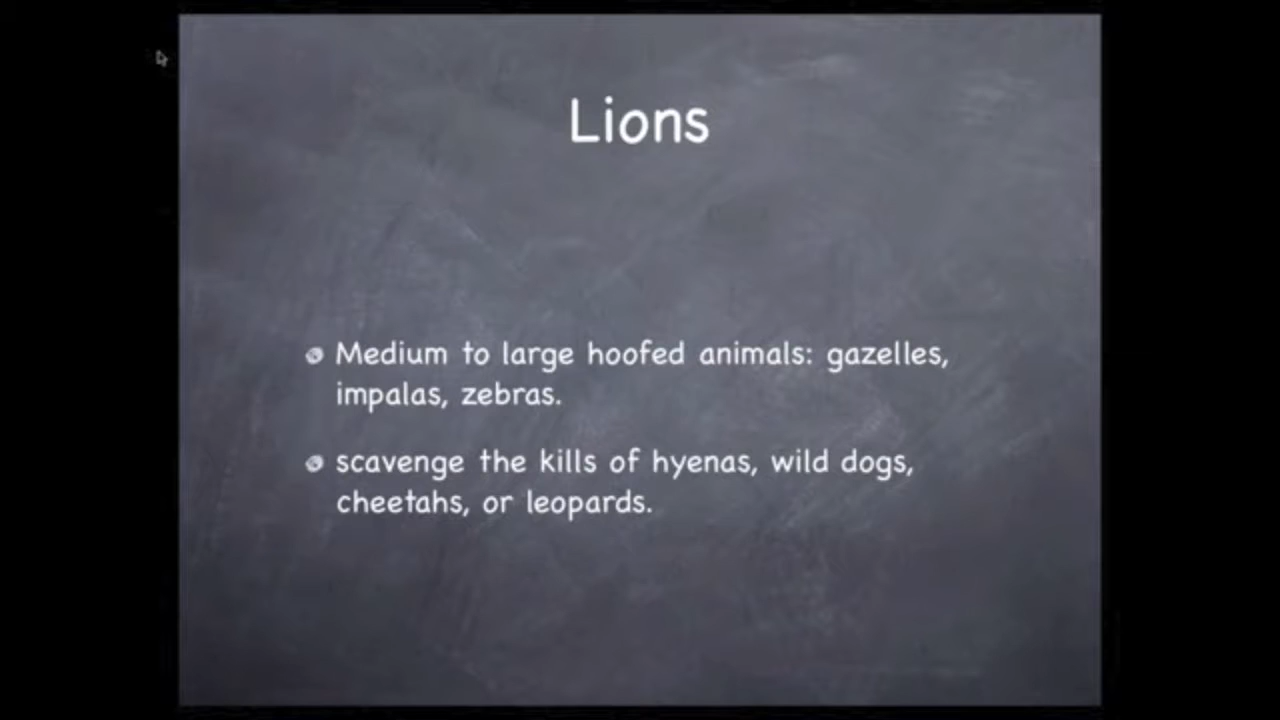 Lions
Medium to large hoofed animals: gazelles,
impalas, zebras.
scavenge the kills of hyenas, wild dogs,
cheetahs, or leopards.